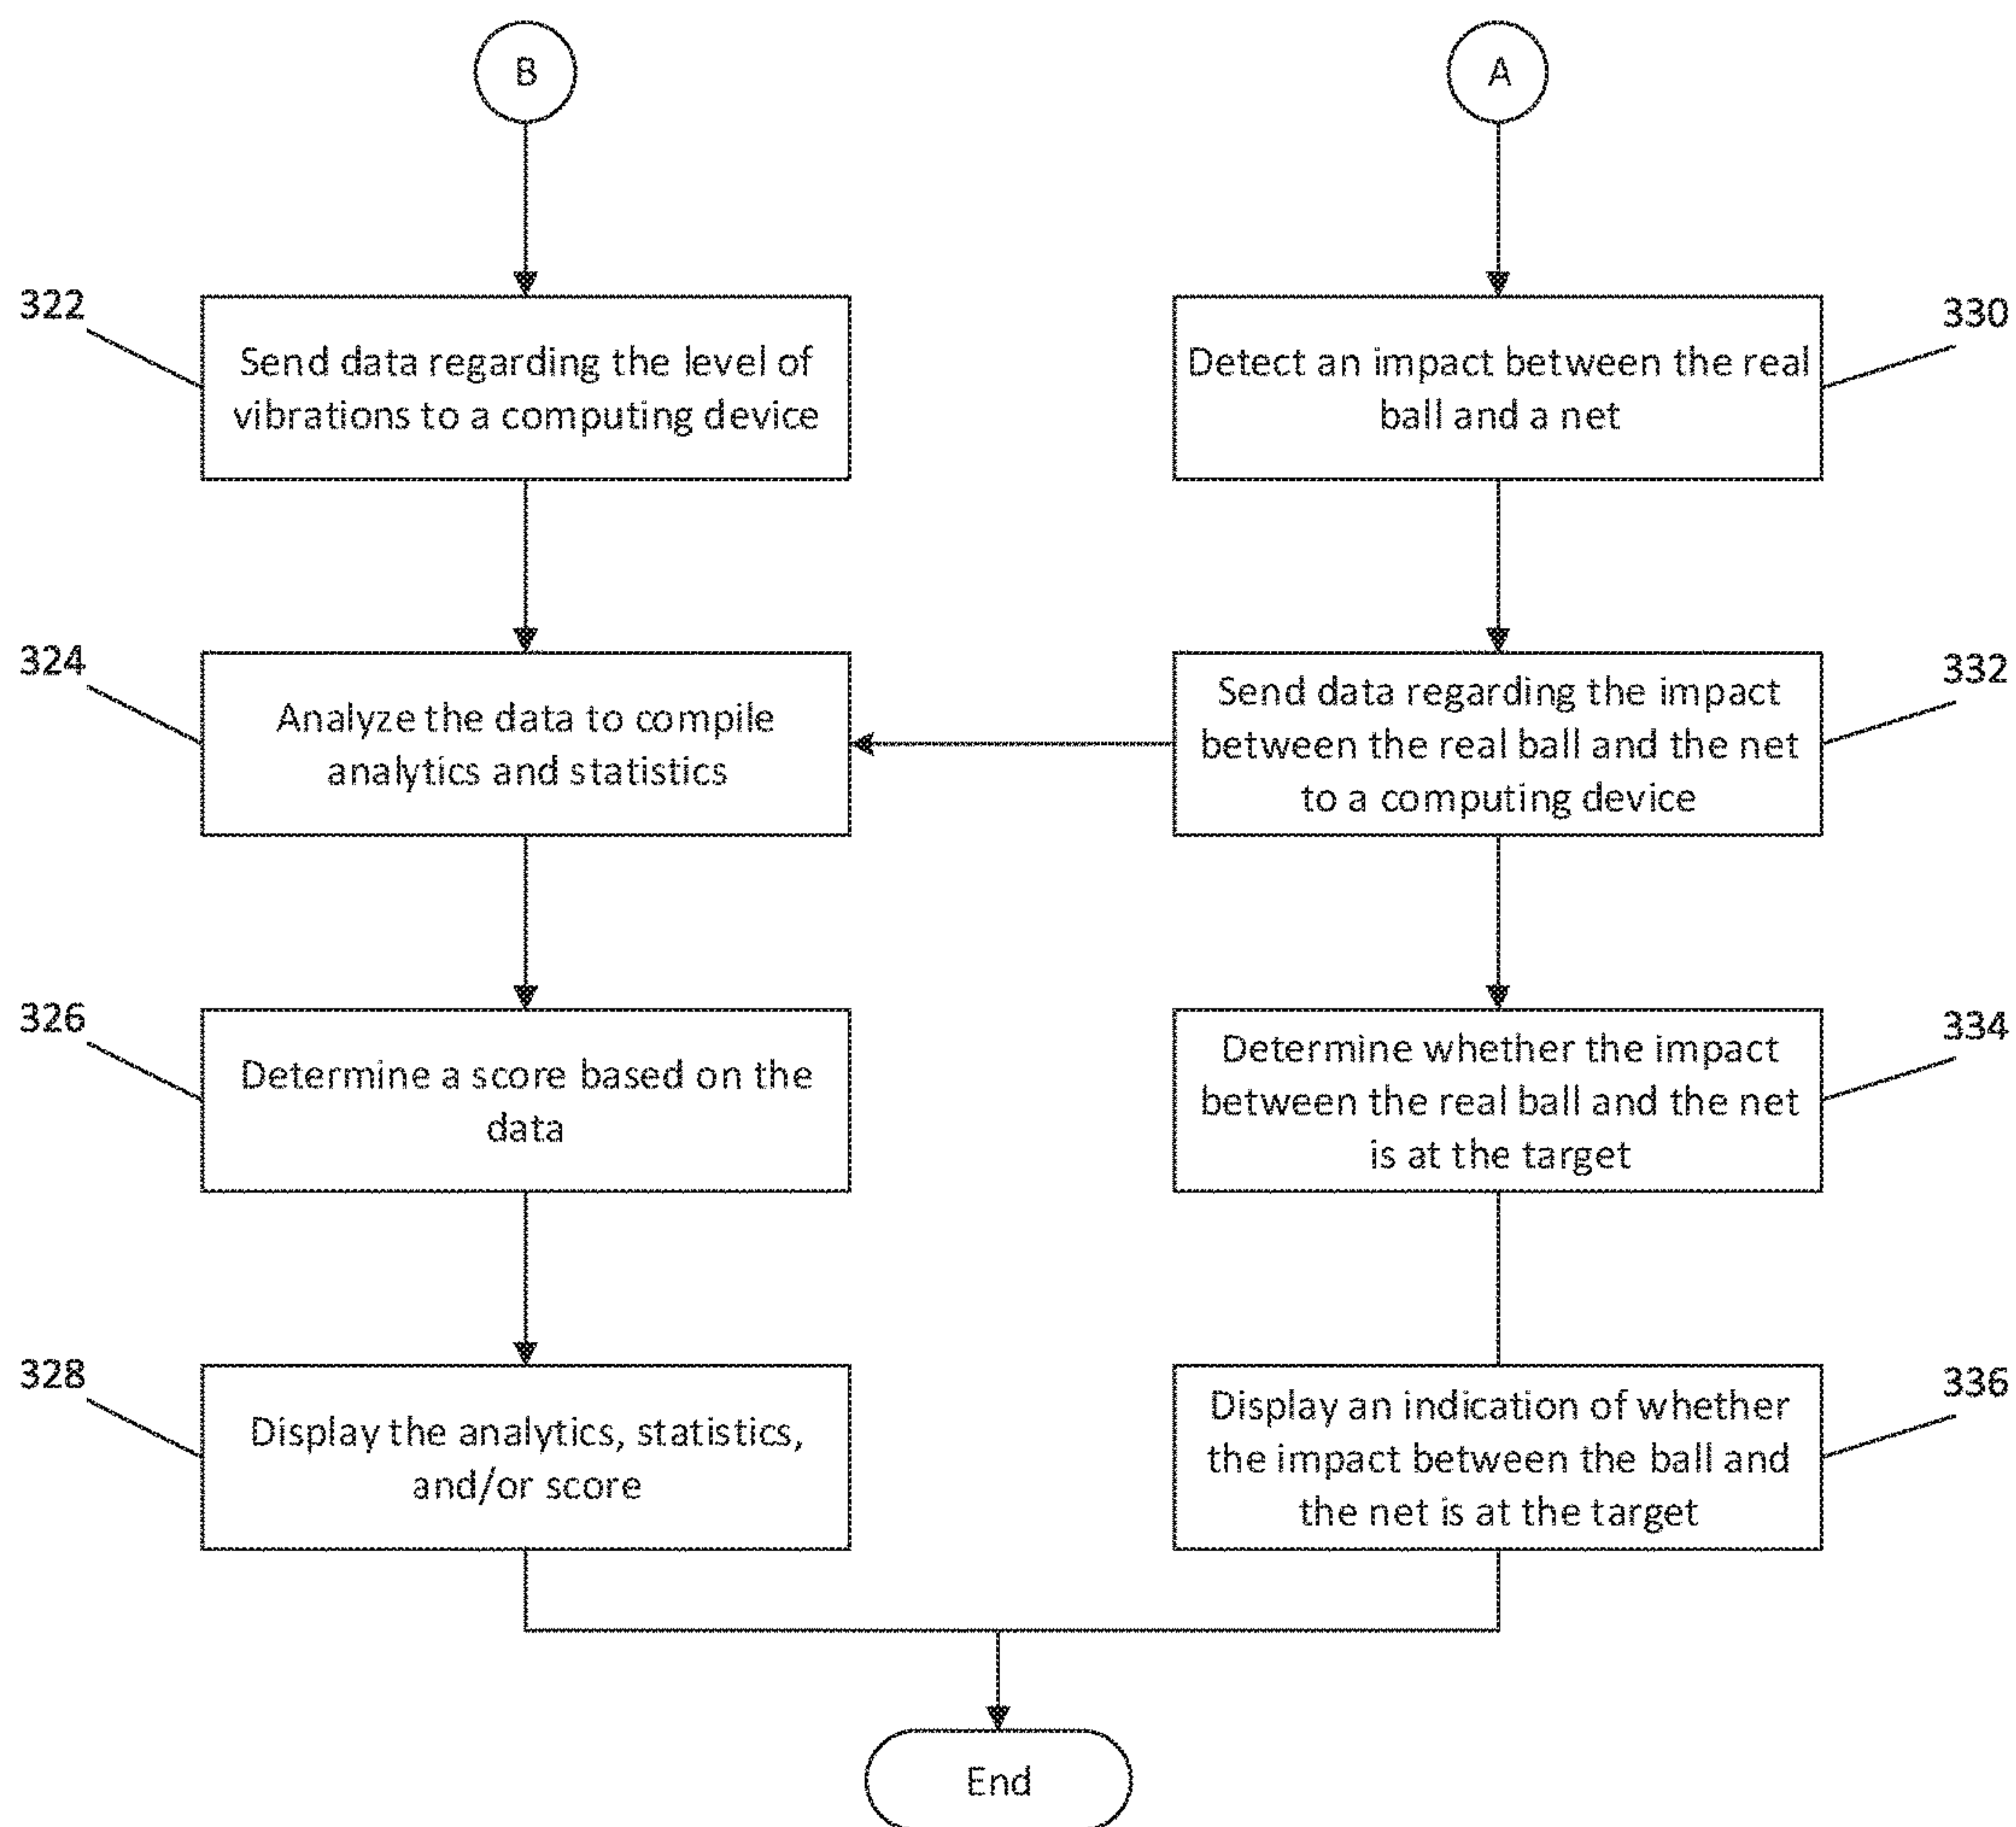 B
A
322
Send data regarding the level of
vibrations to a computing device
330
Detect an impact between the real
ball and a net
324
Analyze the data to compile
analytics and statistics
332
Send data regarding the impact
between the real ball and the net
to a computing device
326
Determine a score based on the
data
334
Determine whether the impact
between the real ball and the net
is at the target
328
Display the analytics, statistics,
and/or score
336
Display an indication of whether
the impact between the ball and
the net is at the target
End